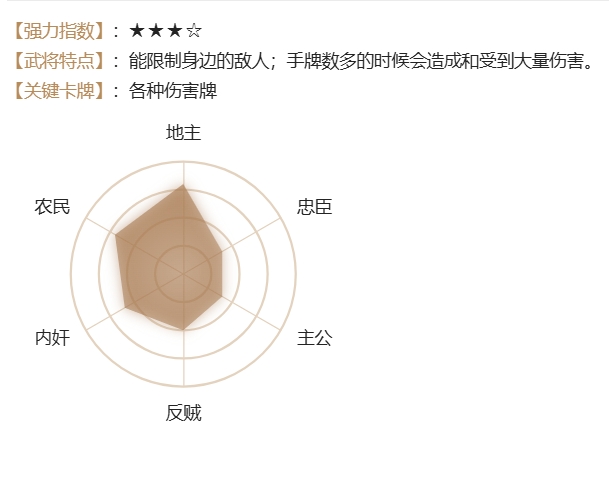 【强力指数】：★★★☆
【武将特点】：能限制身边的敌人；手牌数多的时候会造成和受到大量伤害。
【关键卡牌】：各种伤害牌
地主
农民
忠臣
内奸
主公
反贼